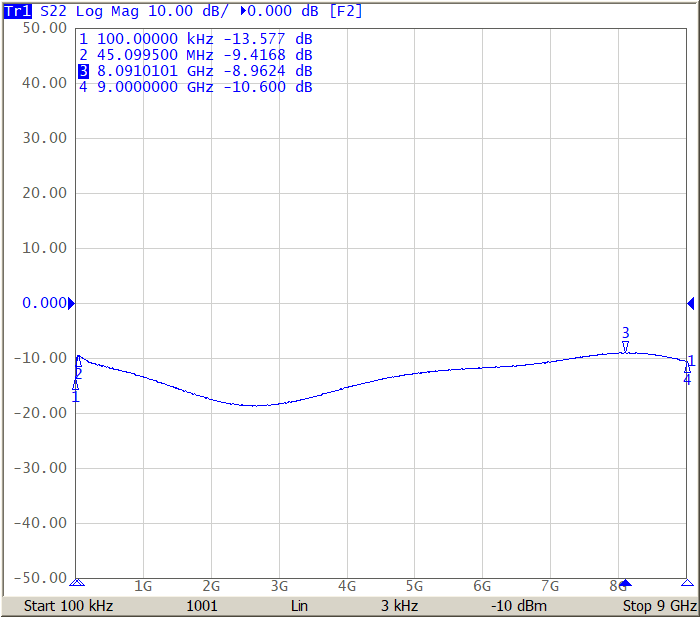 Tr1 S22 Log Mag 10.00 dB/ ▶0.000 dB [F2]
50.00
1 100.00000 kHz -13.577 dB
2 45.099500 MHz -9.4168 dB
3 8.0910101 GHz -8.9624 dB
4 9.0000000 GHz -10.600 dB
40.00
30.00
20.00
10.00
0.000
3
-10.00
1
2
4
1
-20.00
-30.00
-40.00
-50.00
1G 2G 3G 4G 5G 6G 7G 8G
Start 100 kHz 1001 Lin 3 kHz -10 dBm Stop 9 GHz